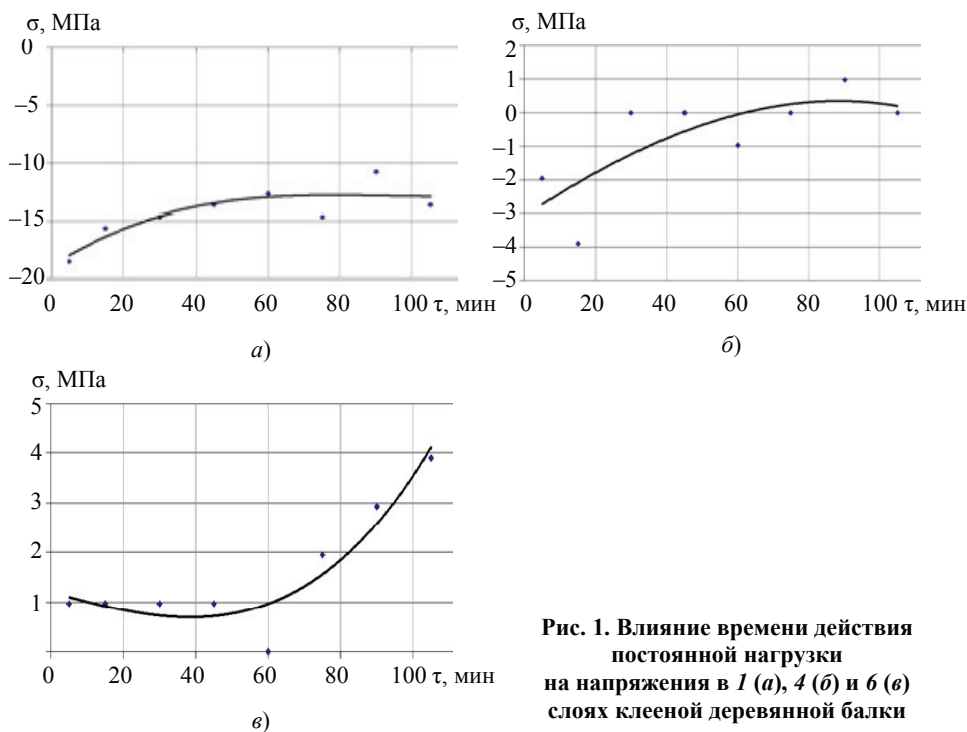 σ, МПа
0
–5
–10
–15
–20
0 20 40 60 80 100 τ, мин
а)
σ, МПа
2
1
0
–1
–2
–3
–4
–5
0 20 40 60 80 100 τ, мин
б)
σ, МПа
5
4
3
2
1
0 20 40 60 80 100 τ, мин
в)
Рис. 1. Влияние времени действия
постоянной нагрузки
на напряжения в 1 (а), 4 (б) и 6 (в)
слоях клееной деревянной балки